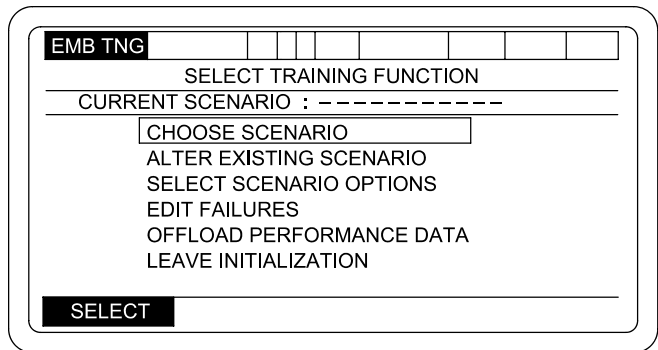 EMB TNG
SELECT TRAINING FUNCTION
CURRENT SCENARIO : – – – – – – – – – – –
CHOOSE SCENARIO
ALTER EXISTING SCENARIO
SELECT SCENARIO OPTIONS
EDIT FAILURES
OFFLOAD PERFORMANCE DATA
LEAVE INITIALIZATION
SELECT